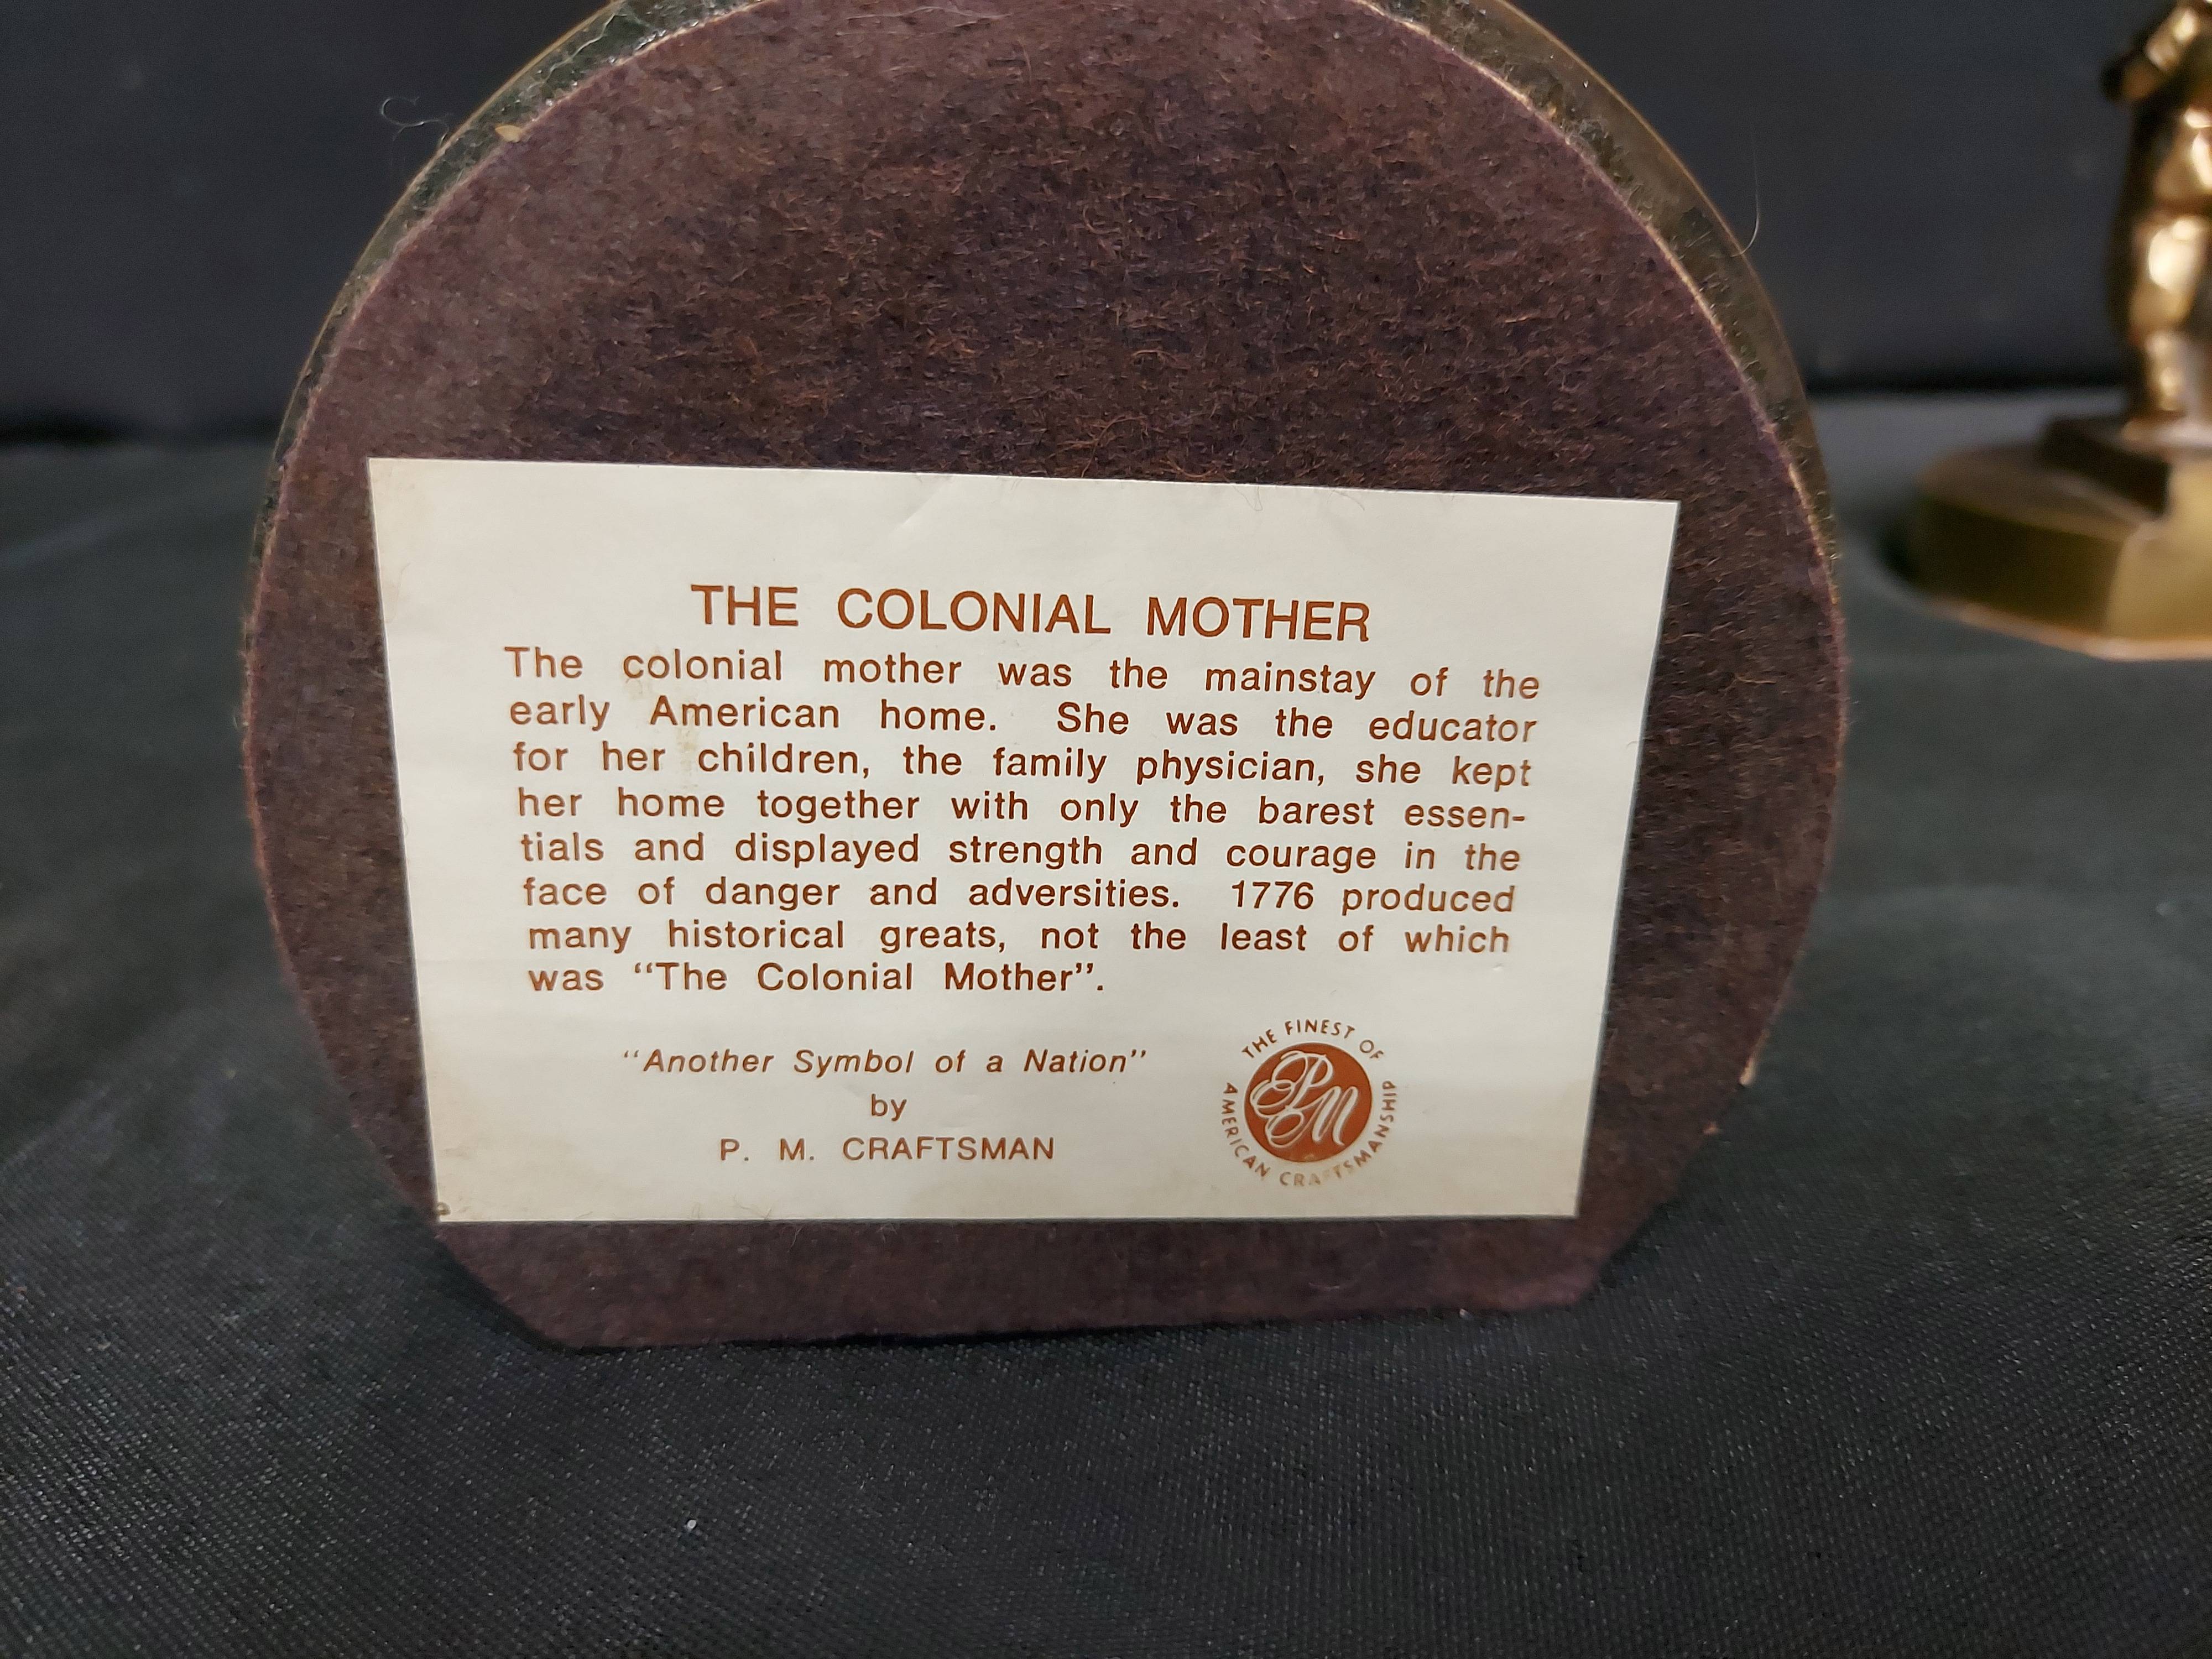 THE COLONIAL MOTHER
The colonial mother was the mainstay of the
early American home. She was the educator
for her children, the family physician, she kept
her home together with only the barest essen-
tials and displayed strength and courage in the
face of danger and adversities. 1776 produced
many historical greats, not the least of which
was “The Colonial Mother”.
“Another Symbol of a Nation”
by
P. M. CRAFTSMAN
THE FINEST OF
PM
AMERICAN CRAFTSMANSHIP